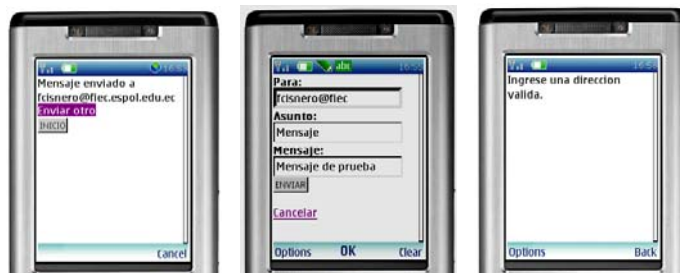 Mensaje enviado a
fcisnero@fiec.espol.edu.ec
Enviar otro
INICIO
Cancel
abc
Para:
fcisnero@fiec
Asunto:
Mensaje
Mensaje:
Mensaje de prueba
ENVIAR
Cancelar
Options OK Clear
Ingrese una direccion
valida.
Options Back